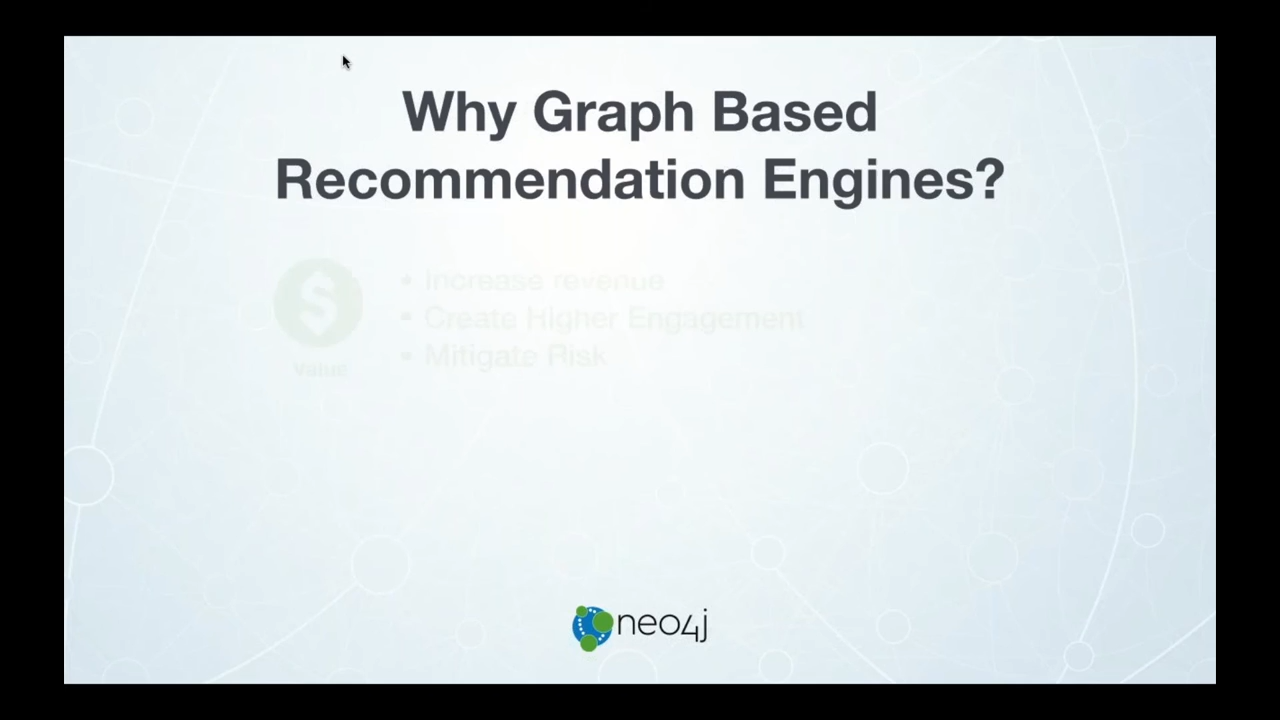 Why Graph Based
Recommendation Engines?
• Increase revenue
• Create Higher Engagement
• Mitigate Risk
Value
neo4j